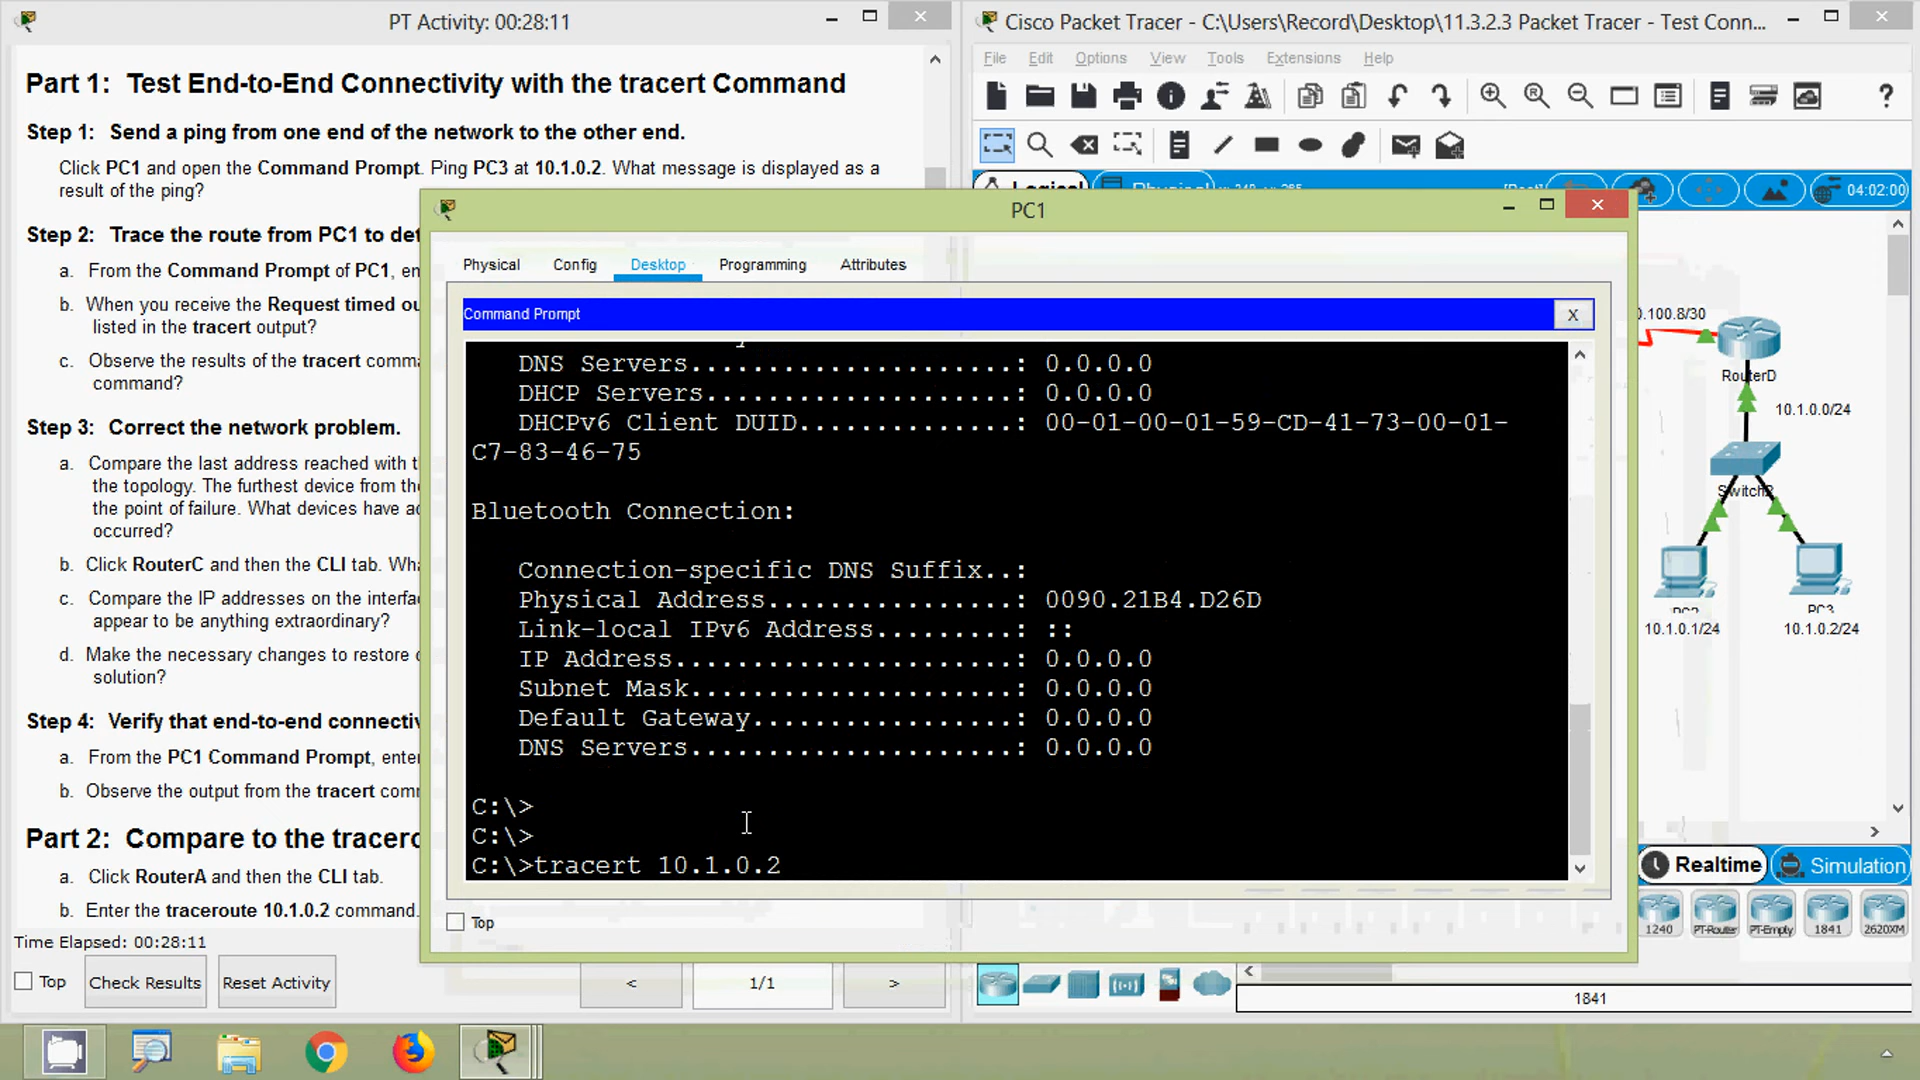 PT Activity: 00:28:11
Part 1: Test End-to-End Connectivity with the tracert Command
Step 1: Send a ping from one end of the network to the other end.
Click PC1 and open the Command Prompt. Ping PC3 at 10.1.0.2. What message is displayed as a
result of the ping?
Step 2: Trace the route from PC1 to det
a. From the Command Prompt of PC1, en
b. When you receive the Request timed ou
listed in the tracert output?
c. Observe the results of the tracert comma
command?
Step 3: Correct the network problem.
a. Compare the last address reached with t
the topology. The furthest device from the
the point of failure. What devices have ad
occurred?
b. Click RouterC and then the CLI tab. Wha
c. Compare the IP addresses on the interfa
appear to be anything extraordinary?
d. Make the necessary changes to restore c
solution?
Step 4: Verify that end-to-end connectiv
a. From the PC1 Command Prompt, enter
b. Observe the output from the tracert com
Part 2: Compare to the tracero
a. Click RouterA and then the CLI tab.
b. Enter the traceroute 10.1.0.2 command.
Time Elapsed: 00:28:11
Top
Check Results
Reset Activity
<
1/1
>
Cisco Packet Tracer - C:\Users\Record\Desktop\11.3.2.3 Packet Tracer - Test Conn...
File Edit Options View Tools Extensions Help
Logical
Physical
[Root]
04:02:00
PC1
Physical Config Desktop Programming Attributes
Command Prompt
X
DNS Servers......................: 0.0.0.0
DHCP Servers.....................: 0.0.0.0
DHCPv6 Client DUID...............: 00-01-00-01-59-CD-41-73-00-01-
C7-83-46-75
Bluetooth Connection:
Connection-specific DNS Suffix..:
Physical Address................: 0090.21B4.D26D
Link-local IPv6 Address.........: ::
IP Address......................: 0.0.0.0
Subnet Mask.....................: 0.0.0.0
Default Gateway.................: 0.0.0.0
DNS Servers.....................: 0.0.0.0
C:\>
C:\>
C:\>tracert 10.1.0.2
Top
0.100.8/30
RouterD
10.1.0.0/24
Switch2
PC2
10.1.0.1/24
PC3
10.1.0.2/24
Realtime
Simulation
1240
PT-Router
PT-Empty
1841
2620XM
1841